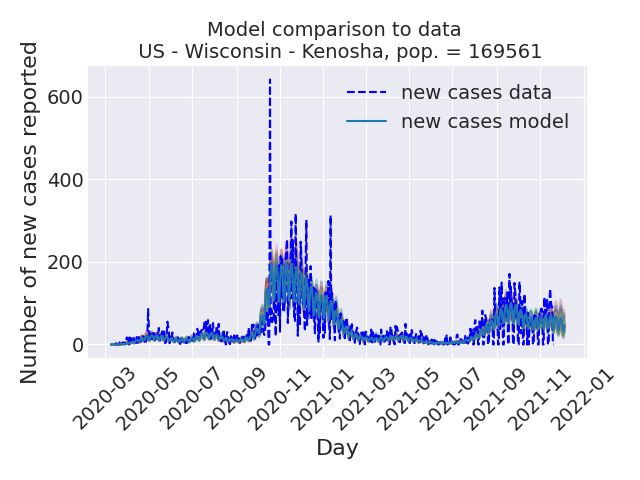 Model comparison to data
US - Wisconsin - Kenosha, pop. = 169561
Number of new cases reported
600
400
200
0
new cases data
new cases model
2020-03
2020-05
2020-07
2020-09
2020-11
2021-01
2021-03
2021-05
2021-07
2021-09
2021-11
2022-01
Day